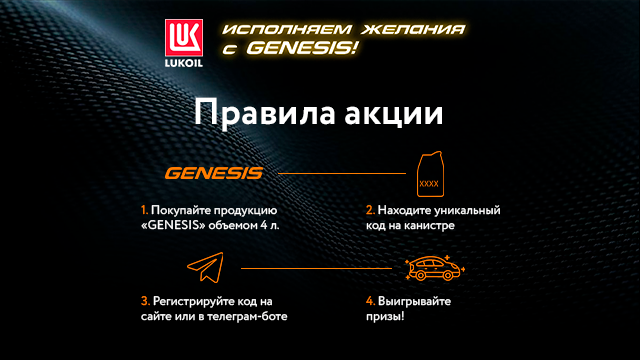 ИСПОЛНЯЕМ ЖЕЛАНИЯ
с GENESIS!
LUKOIL
Правила акции
GENESIS
XXXX
1. Покупайте продукцию
«GENESIS» объемом 4 л.
2. Находите уникальный
код на канистре
3. Регистрируйте код на
сайте или в телеграм-боте
4. Выигрывайте
призы!